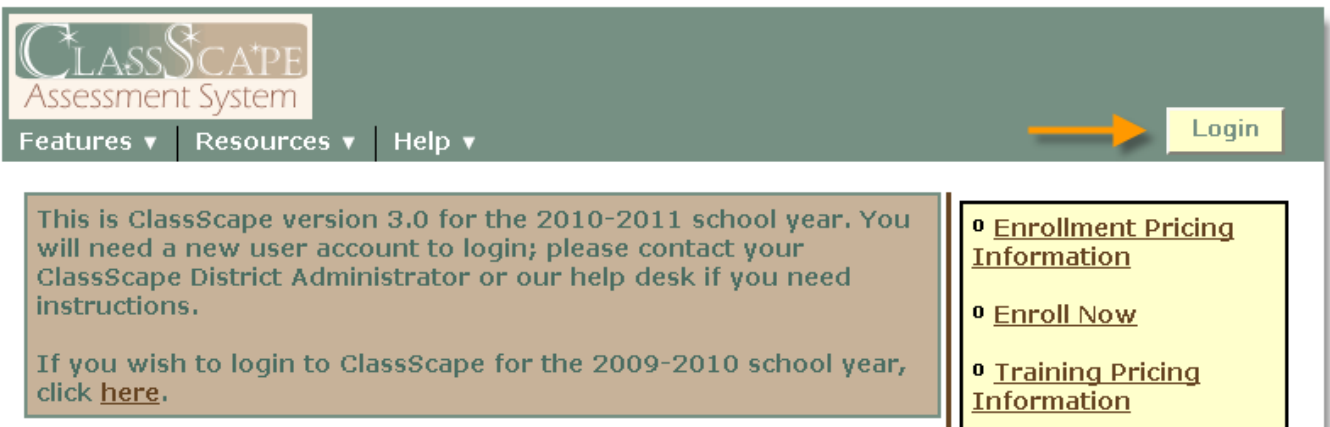 CLASSSCAPE
Assessment System
Features ▼ Resources ▼ Help ▼
Login
This is ClassScape version 3.0 for the 2010-2011 school year. You
will need a new user account to login; please contact your
ClassScape District Administrator or our help desk if you need
instructions.
If you wish to login to ClassScape for the 2009-2010 school year,
click here.
o Enrollment Pricing
Information
o Enroll Now
o Training Pricing
Information